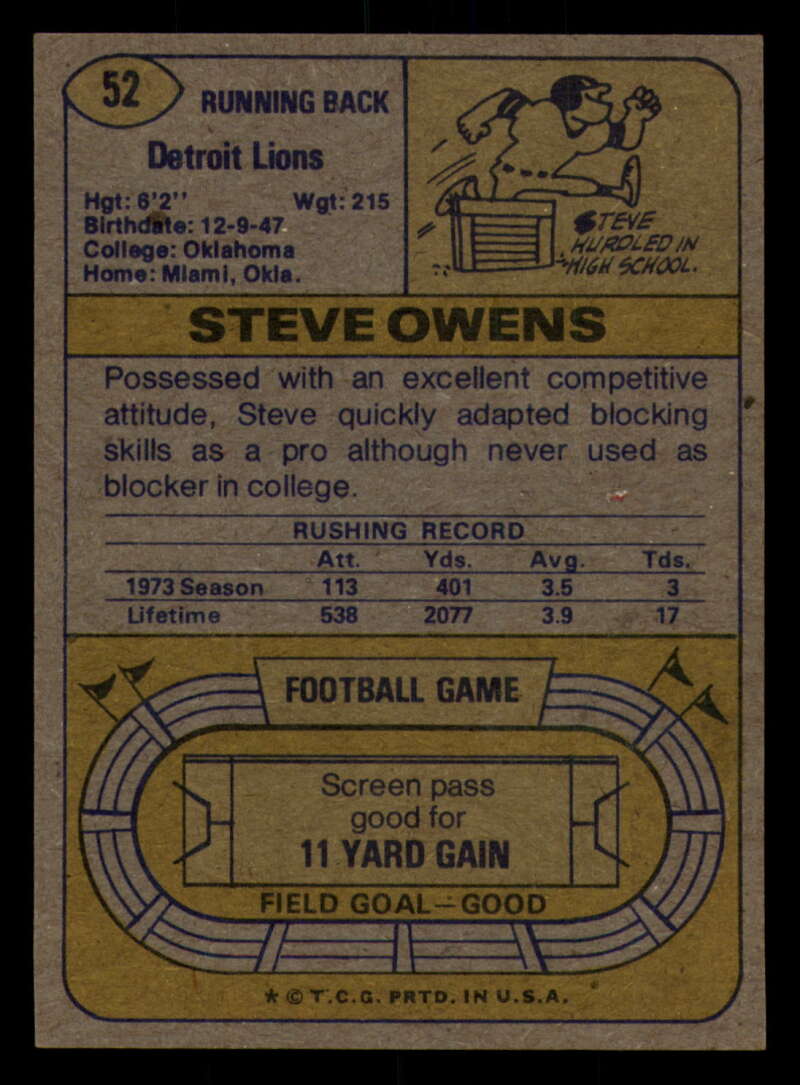 52
RUNNING BACK
Detroit Lions
Hgt: 6'2" Wgt: 215
Birthdate: 12-9-47
College: Oklahoma
Home: Miami, Okla.
STEVE
HURDLED IN
HIGH SCHOOL.
STEVE OWENS
Possessed with an excellent competitive
attitude, Steve quickly adapted blocking
skills as a pro although never used as
blocker in college.
RUSHING RECORD
Att. Yds. Avg. Tds.
1973 Season 113 401 3.5 3
Lifetime 538 2077 3.9 17
FOOTBALL GAME
Screen pass
good for
11 YARD GAIN
FIELD GOAL—GOOD
* © T.C.G. PRTD. IN U.S.A.